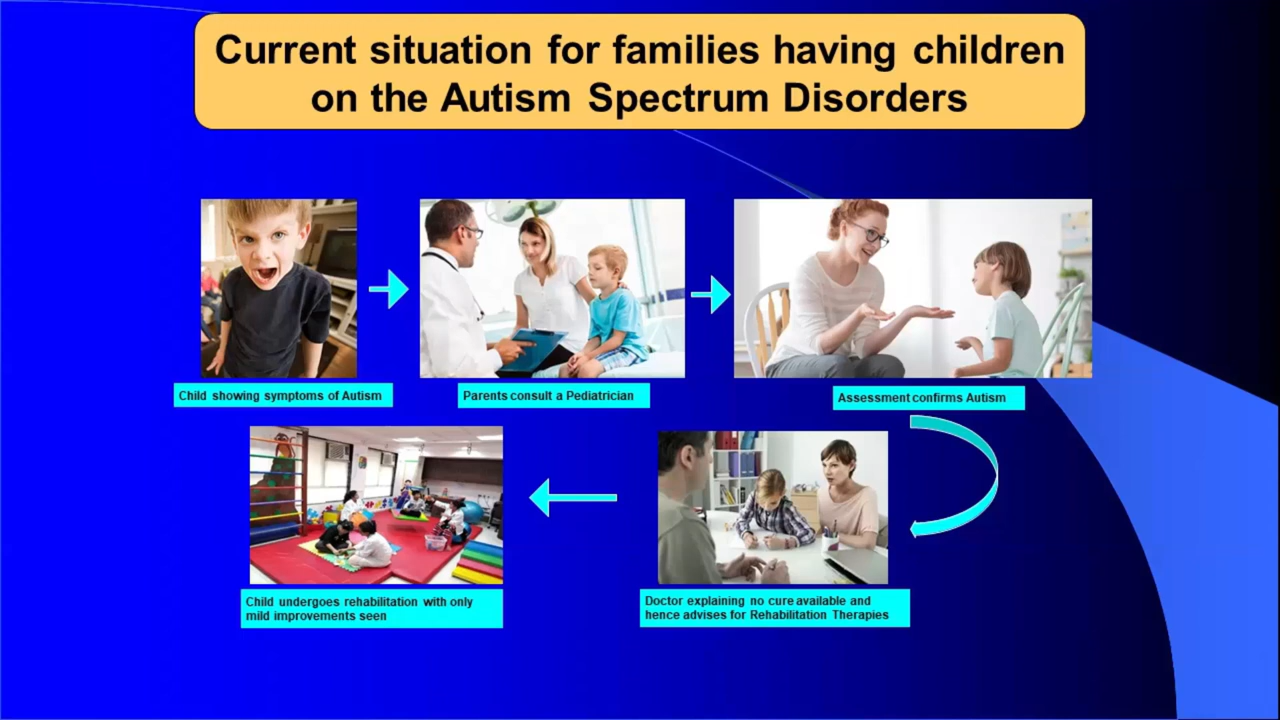 Current situation for families having children
on the Autism Spectrum Disorders
Child showing symptoms of Autism
Parents consult a Pediatrician
Assessment confirms Autism
Doctor explaining no cure available and
hence advises for Rehabilitation Therapies
Child undergoes rehabilitation with only
mild improvements seen